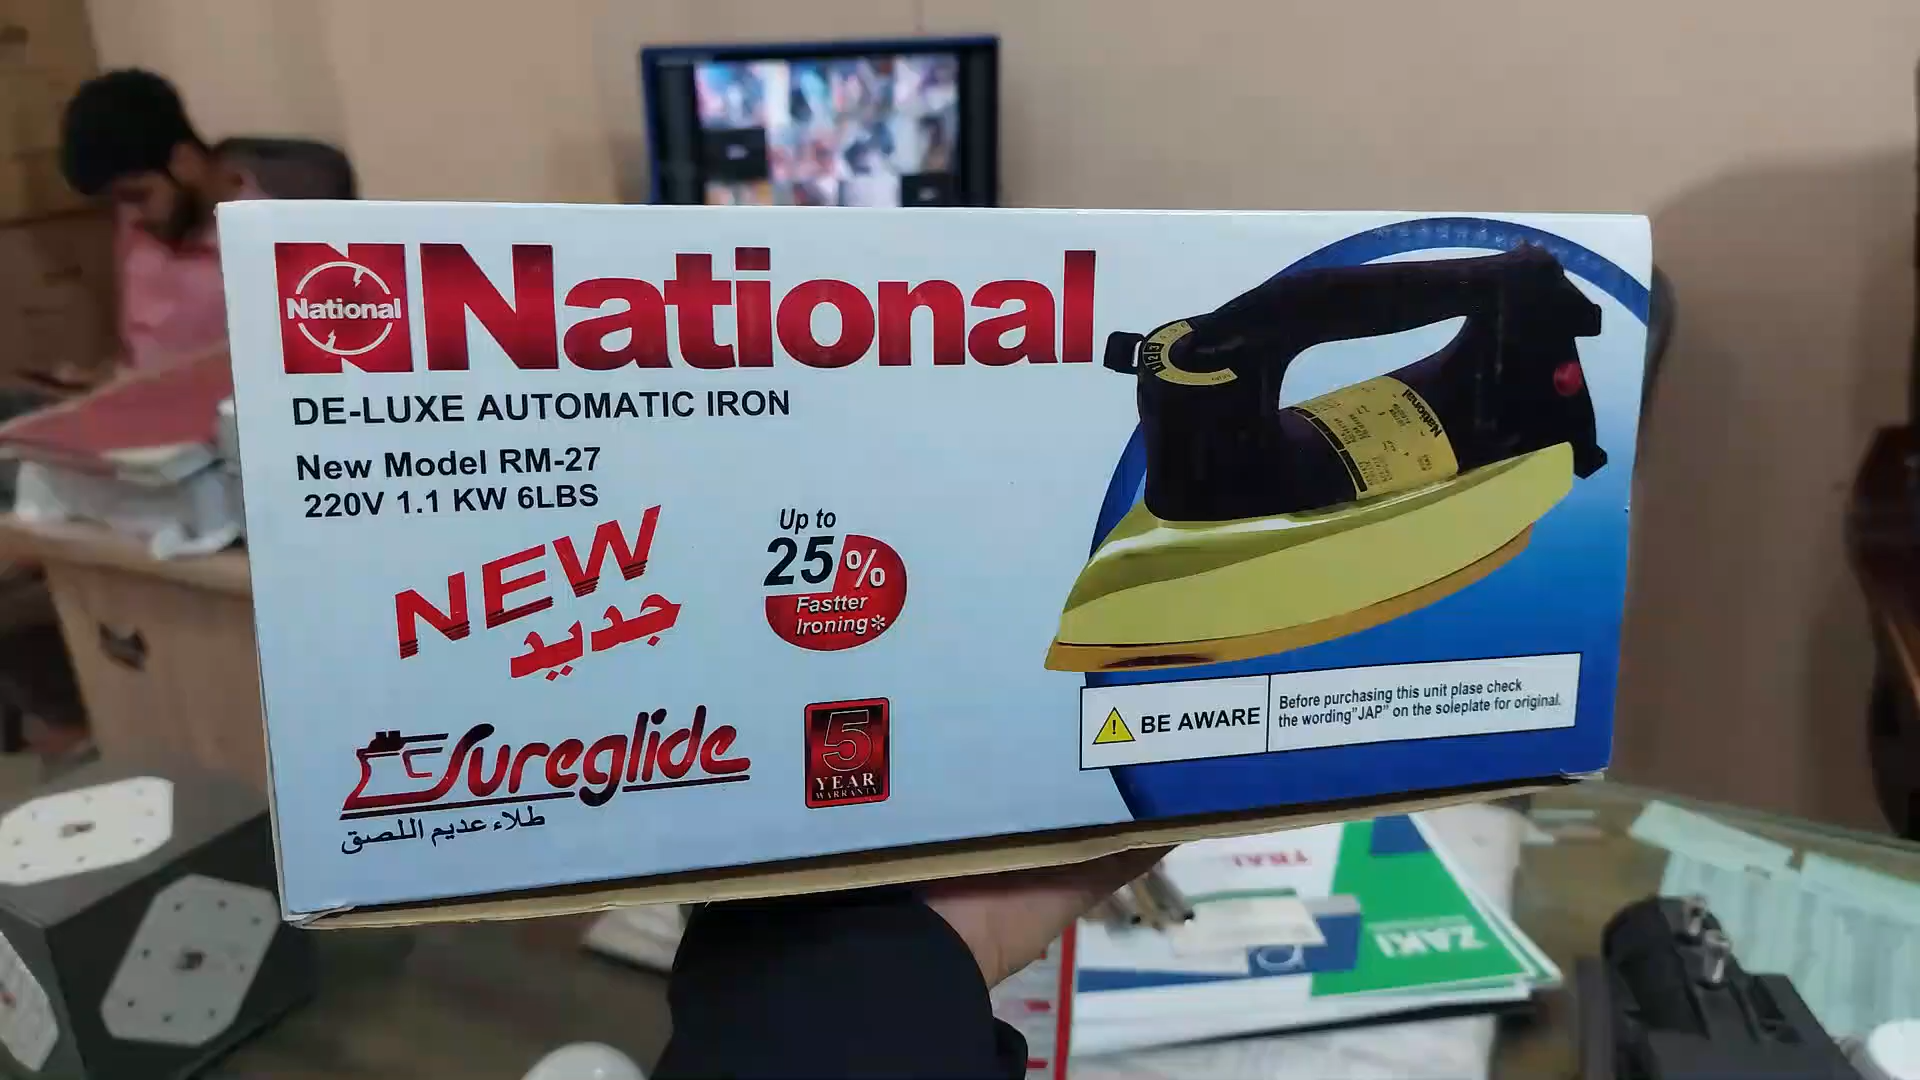 National
National
DE-LUXE AUTOMATIC IRON
New Model RM-27
220V 1.1 KW 6LBS
NEW
جديد
Up to
25%
Fastter
Ironing*
Sureglide
طلاء عديم اللصق
5
YEAR
WARRANTY
National
BE AWARE
Before purchasing this unit plase check
the wording"JAP" on the soleplate for original.
ZAKI